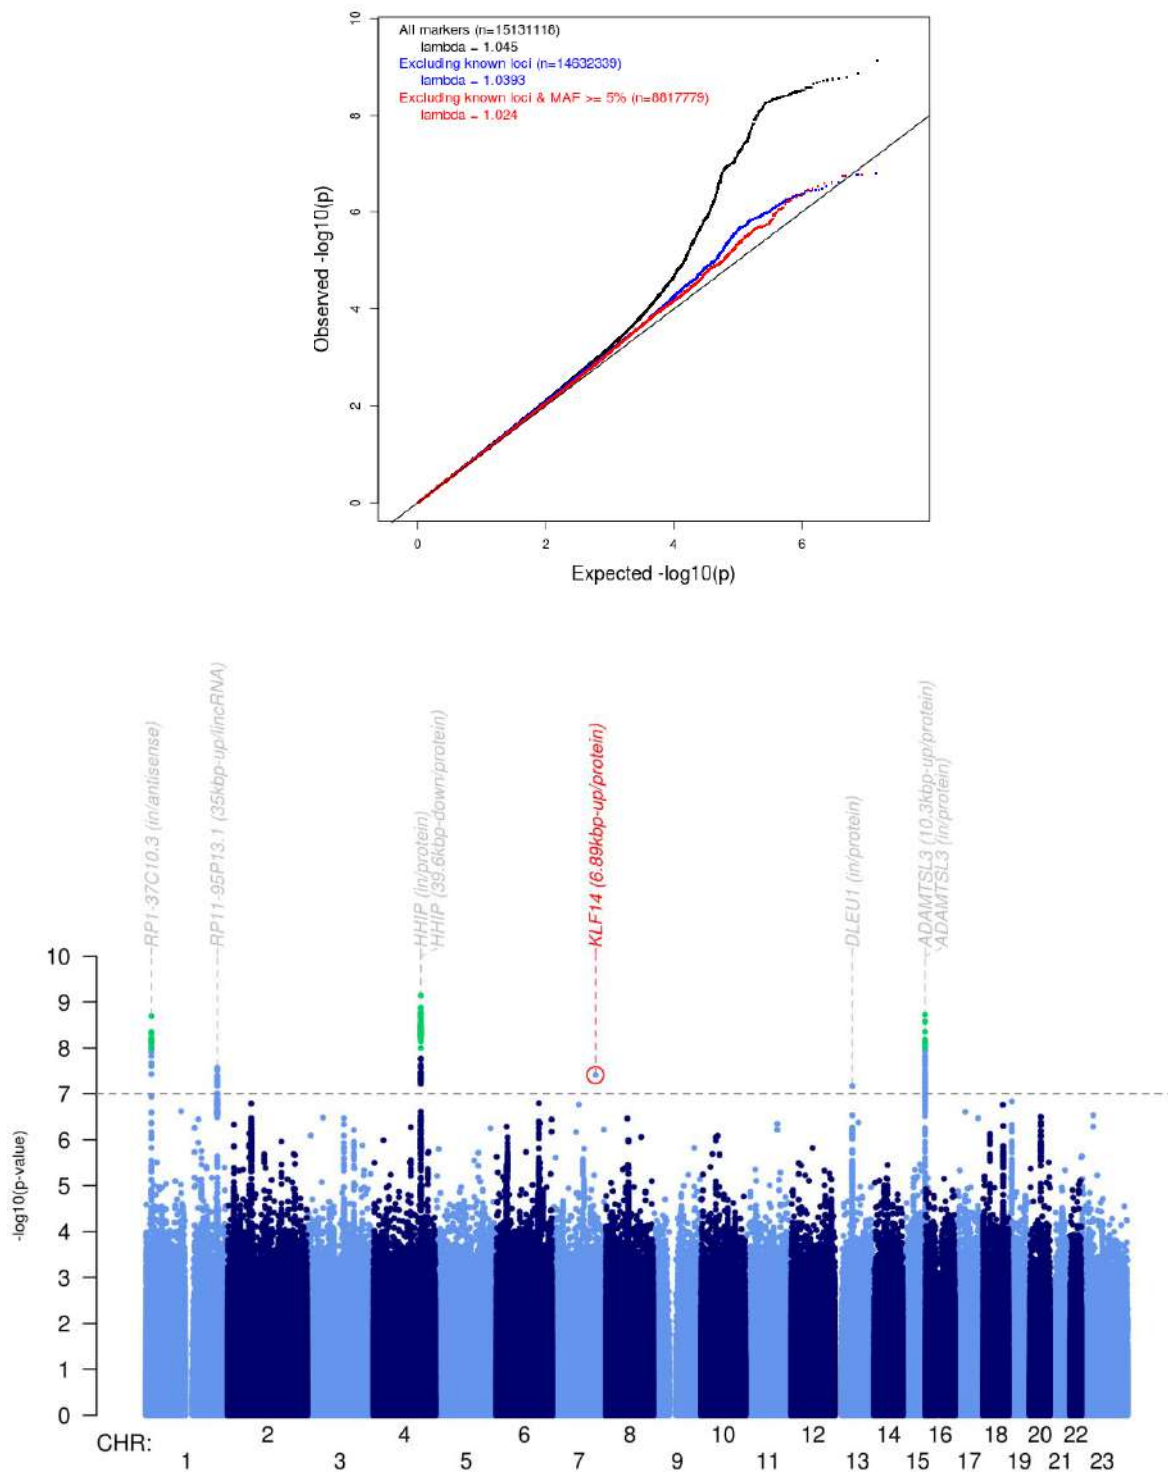 All markers (n=15131118)
lambda = 1.045
Excluding known loci (n=14632339)
lambda = 1.0393
Excluding known loci & MAF >= 5% (n=8817779)
lambda = 1.024
10
8
6
4
2
0
Observed -log10(p)
0 2 4 6
Expected -log10(p)
RP1-37C10.3 (in/antisense)
RP11-95P13.1 (35kbp-up/lincRNA)
HHIP (in/protein)
HHIP (39.6kbp-down/protein)
KLF14 (6.89kbp-up/protein)
DLEU1 (in/protein)
ADAMTSL3 (10.3kbp-up/protein)
ADAMTSL3 (in/protein)
10
9
8
7
6
5
4
3
2
1
0
-log10(p-value)
CHR:
2 4 6 8 10 12 14 16 18 20 22
1 3 5 7 9 11 13 15 17 19 21 23